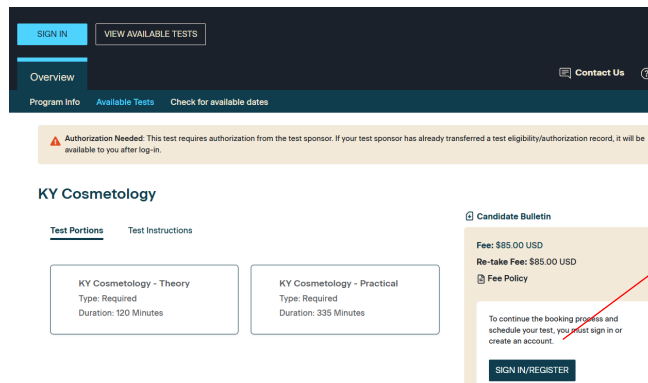 SIGN IN
VIEW AVAILABLE TESTS
Overview
Contact Us
Program Info Available Tests Check for available dates
Authorization Needed: This test requires authorization from the test sponsor. If your test sponsor has already transferred a test eligibility/authorization record, it will be
available to you after log-in.
KY Cosmetology
Test Portions Test Instructions
KY Cosmetology - Theory
Type: Required
Duration: 120 Minutes
KY Cosmetology - Practical
Type: Required
Duration: 335 Minutes
Candidate Bulletin
Fee: $85.00 USD
Re-take Fee: $85.00 USD
Fee Policy
To continue the booking process and
schedule your test, you must sign in or
create an account.
SIGN IN/REGISTER